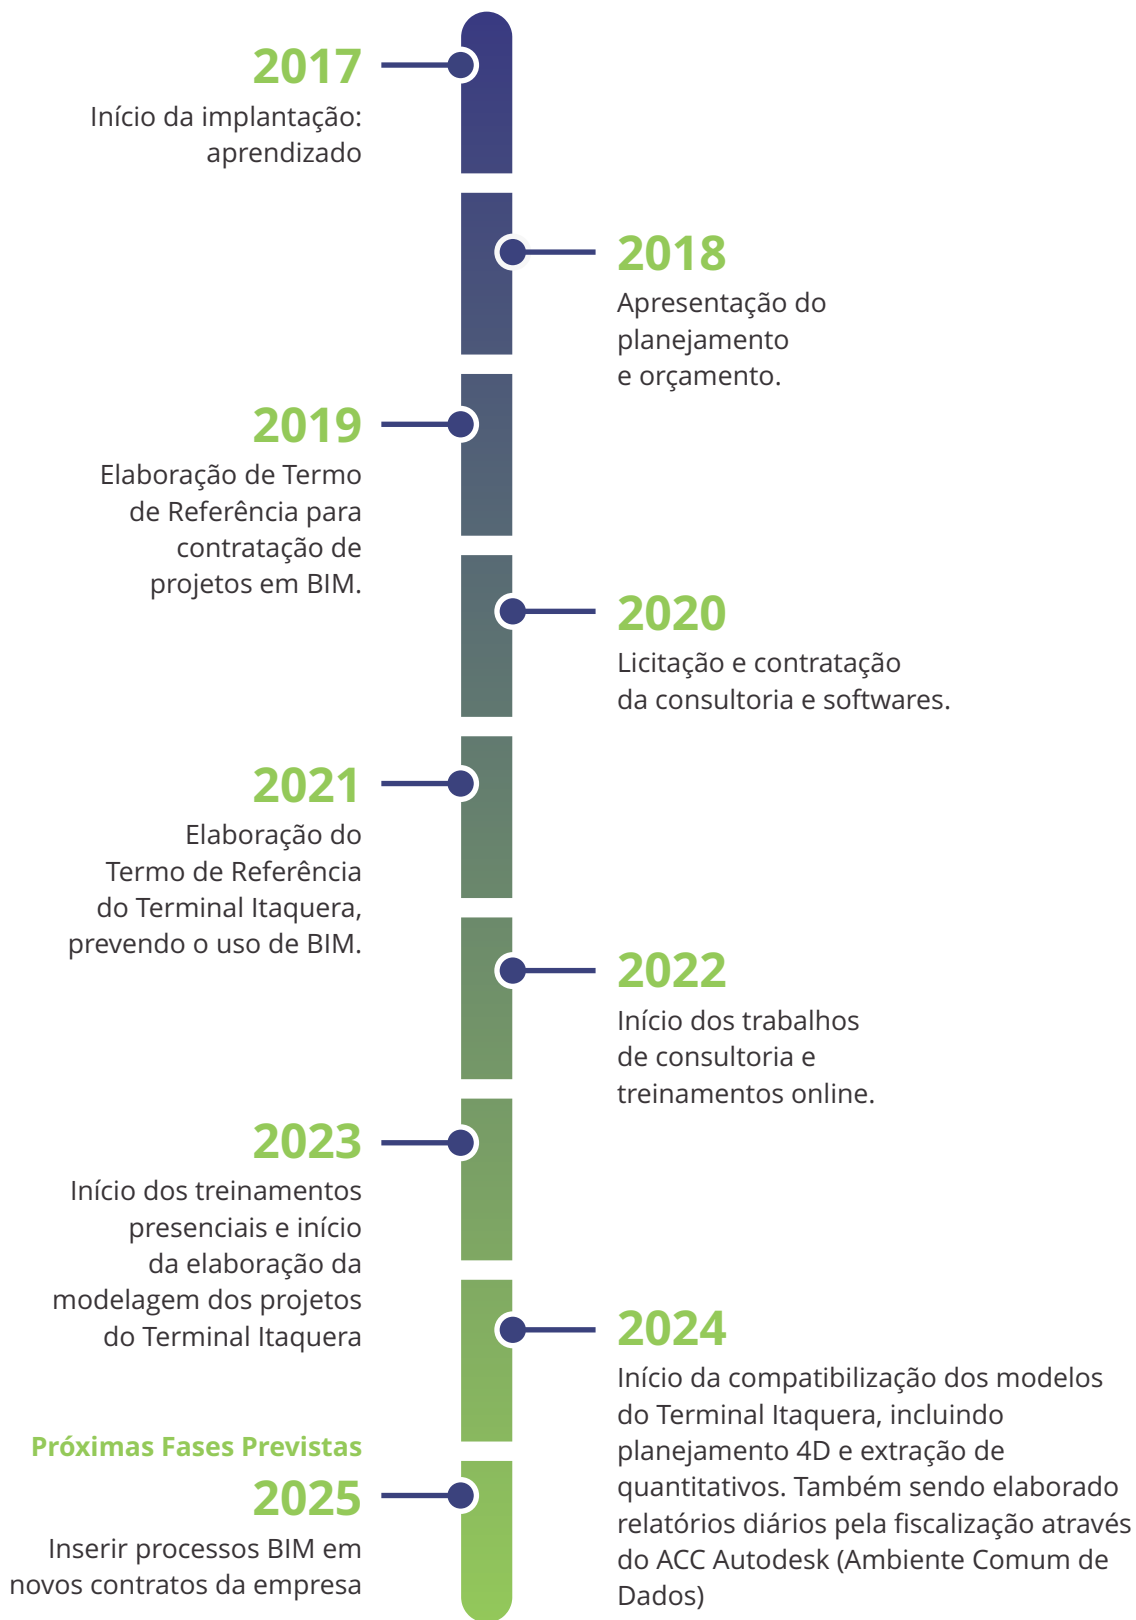 2017
Início da implantação:
aprendizado
2018
Apresentação do
planejamento
e orçamento.
2019
Elaboração de Termo
de Referência para
contratação de
projetos em BIM.
2020
Licitação e contratação
da consultoria e softwares.
2021
Elaboração do
Termo de Referência
do Terminal Itaquera,
prevendo o uso de BIM.
2022
Início dos trabalhos
de consultoria e
treinamentos online.
2023
Início dos treinamentos
presenciais e início
da elaboração da
modelagem dos projetos
do Terminal Itaquera
2024
Início da compatibilização dos modelos
do Terminal Itaquera, incluindo
planejamento 4D e extração de
quantitativos. Também sendo elaborado
relatórios diários pela fiscalização através
do ACC Autodesk (Ambiente Comum de
Dados)
Próximas Fases Previstas
2025
Inserir processos BIM em
novos contratos da empresa